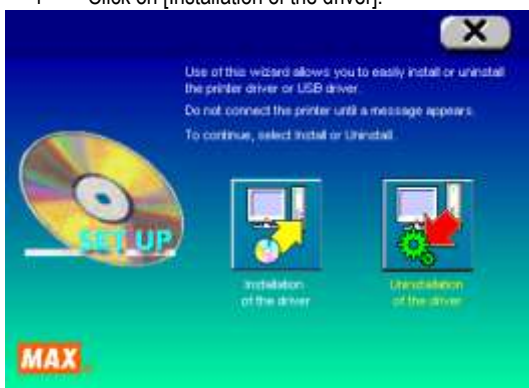 Click on [Installation of the driver].
Use of this wizard allows you to easily install or uninstall
the printer driver or USB driver.
Do not connect the printer until a message appears.
To continue, select Install or Uninstall.
SET UP
Installation
of the driver
Uninstallation
of the driver
MAX